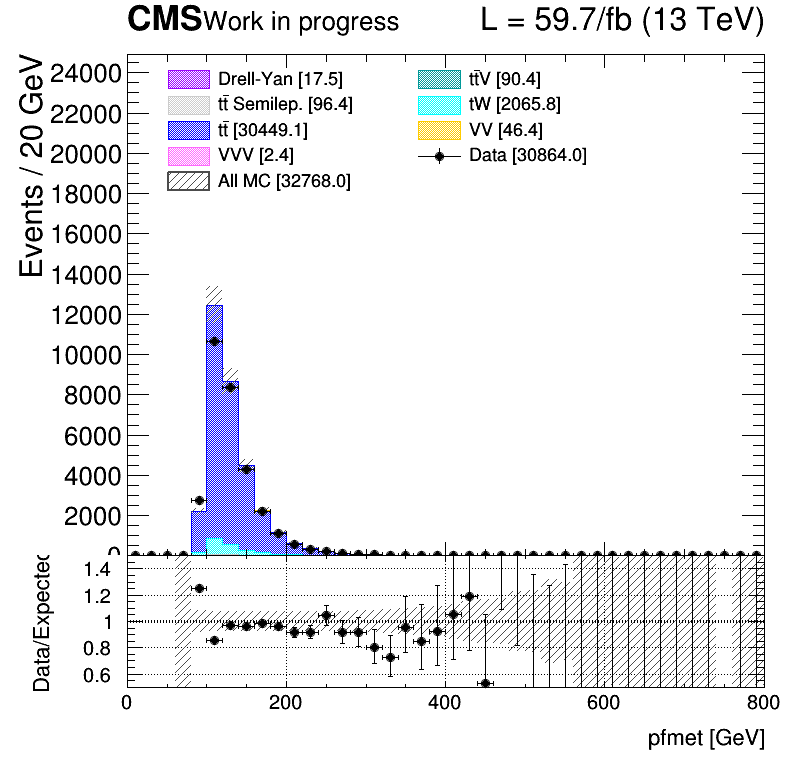 CMS Work in progress L = 59.7/fb (13 TeV)
Events / 20 GeV
24000
22000
20000
18000
16000
14000
12000
10000
8000
6000
4000
2000
0
Drell-Yan [17.5]
tt̄ Semilep. [96.4]
tt̄ [30449.1]
VVV [2.4]
All MC [32768.0]
tt̄V [90.4]
tW [2065.8]
VV [46.4]
Data [30864.0]
Data/Expected
1.4
1.2
1
0.8
0.6
0 200 400 600 800
pfmet [GeV]